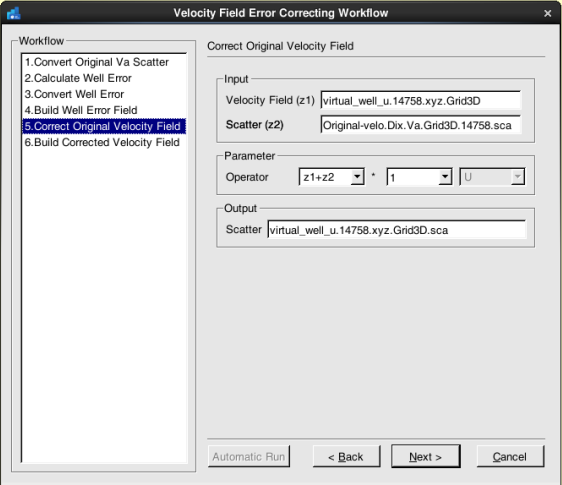 Velocity Field Error Correcting Workflow
×
Workflow
1.Convert Original Va Scatter
2.Calculate Well Error
3.Convert Well Error
4.Build Well Error Field
5.Correct Original Velocity Field
6.Build Corrected Velocity Field
Correct Original Velocity Field
Input
Velocity Field (z1) virtual_well_u.14758.xyz.Grid3D
Scatter (z2) Original-velo.Dix.Va.Grid3D.14758.sca
Parameter
Operator z1+z2 * 1 U
Output
Scatter virtual_well_u.14758.xyz.Grid3D.sca
Automatic Run < Back Next > Cancel